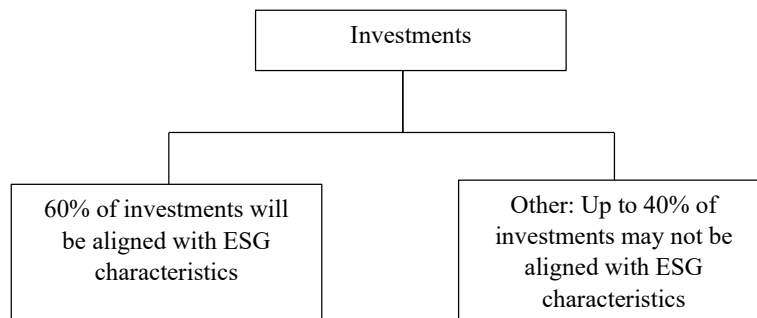 Investments
60% of investments will
be aligned with ESG
characteristics
Other: Up to 40% of
investments may not be
aligned with ESG
characteristics